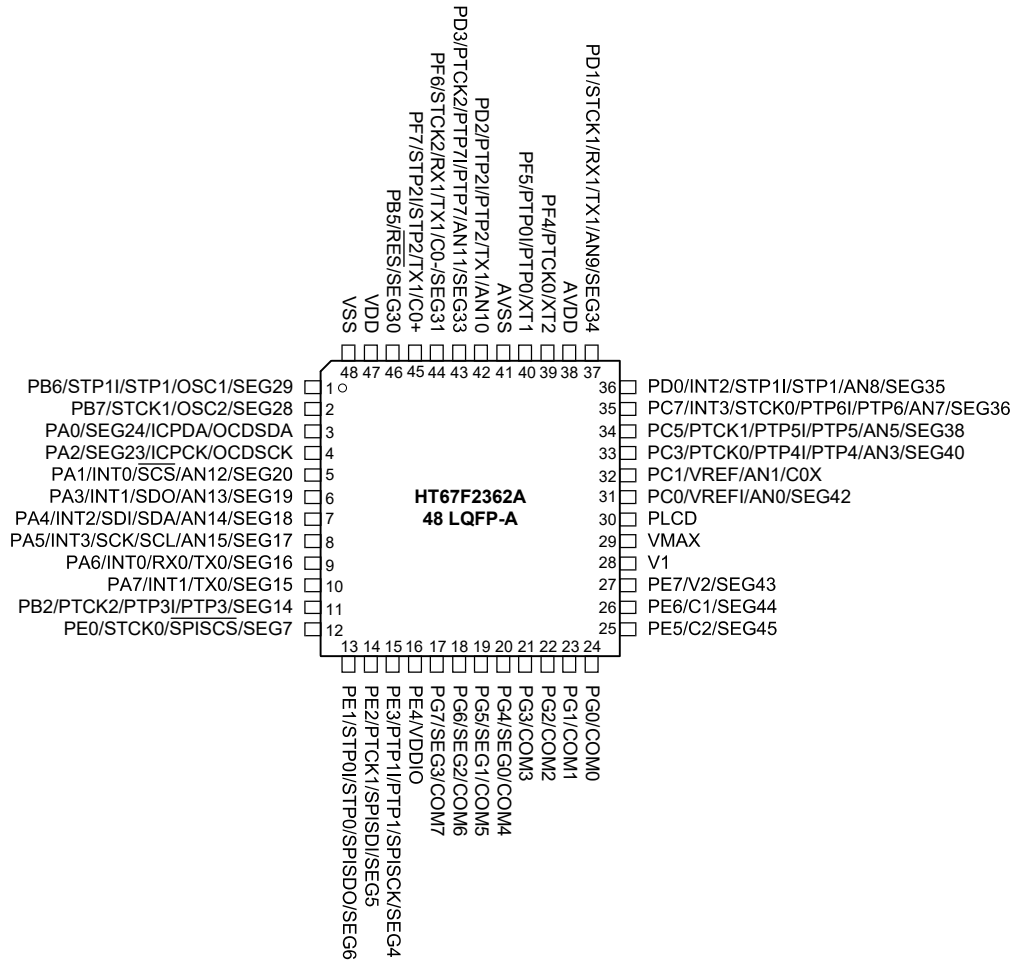 PD3/PTCK2/PTP7I/PTP7/AN11/SEG33
PD1/STCK1/RX1/TX1/AN9/SEG34
PF6/STCK2/RX1/TX1/C0-/SEG31
PF7/STP2I/STP2/TX1/C0+
PD2/PTP2I/PTP2/TX1/AN10
PF5/PTP0I/PTP0/XT1
PB5/RES/SEG30
PF4/PTCK0/XT2
VSS
VDD
AVSS
AVDD
48 47 46 45 44 43 42 41 40 39 38 37
PB6/STP1I/STP1/OSC1/SEG29 1
PB7/STCK1/OSC2/SEG28 2
PA0/SEG24/ICPDA/OCDSDA 3
PA2/SEG23/ICPCK/OCDSCK 4
PA1/INT0/SCS/AN12/SEG20 5
PA3/INT1/SDO/AN13/SEG19 6
PA4/INT2/SDI/SDA/AN14/SEG18 7
PA5/INT3/SCK/SCL/AN15/SEG17 8
PA6/INT0/RX0/TX0/SEG16 9
PA7/INT1/TX0/SEG15 10
PB2/PTCK2/PTP3I/PTP3/SEG14 11
PE0/STCK0/SPISCS/SEG7 12
HT67F2362A
48 LQFP-A
36 PD0/INT2/STP1I/STP1/AN8/SEG35
35 PC7/INT3/STCK0/PTP6I/PTP6/AN7/SEG36
34 PC5/PTCK1/PTP5I/PTP5/AN5/SEG38
33 PC3/PTCK0/PTP4I/PTP4/AN3/SEG40
32 PC1/VREF/AN1/C0X
31 PC0/VREFI/AN0/SEG42
30 PLCD
29 VMAX
28 V1
27 PE7/V2/SEG43
26 PE6/C1/SEG44
25 PE5/C2/SEG45
13 14 15 16 17 18 19 20 21 22 23 24
PE1/STP0I/STP0/SPISDO/SEG6
PE2/PTCK1/SPISDI/SEG5
PE3/PTP1I/PTP1/SPISCK/SEG4
PE4/VDDIO
PG7/SEG3/COM7
PG6/SEG2/COM6
PG5/SEG1/COM5
PG4/SEG0/COM4
PG3/COM3
PG2/COM2
PG1/COM1
PG0/COM0